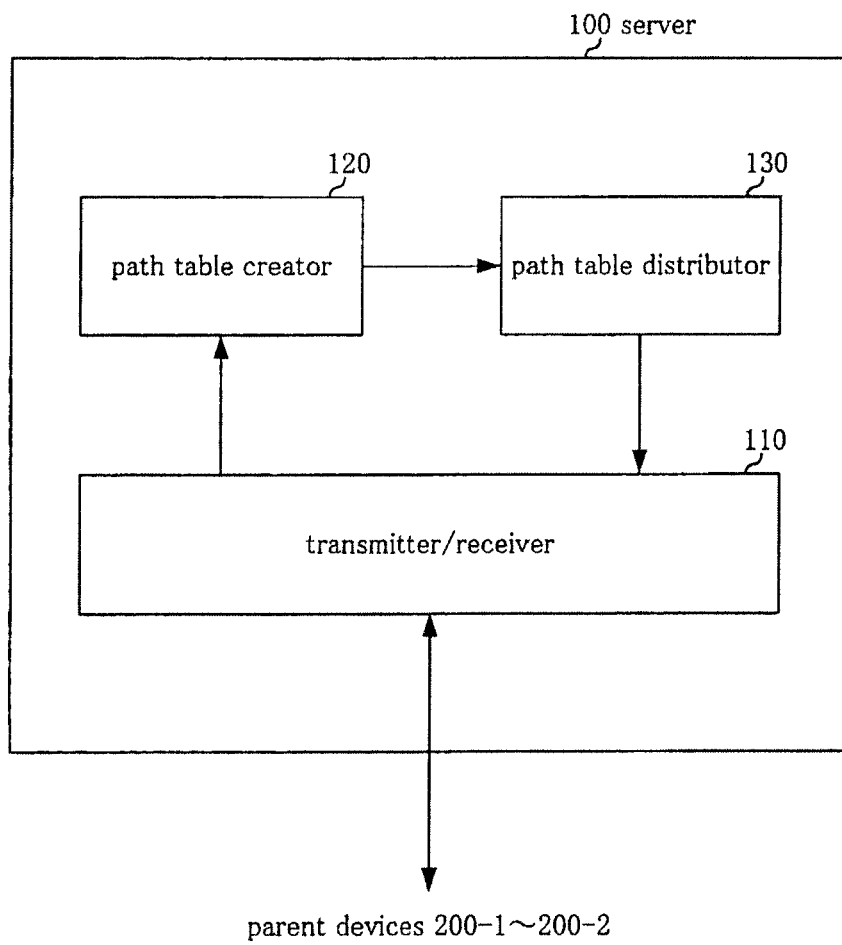 100 server
120
130
path table creator
path table distributor
110
transmitter/receiver
parent devices 200-1～200-2